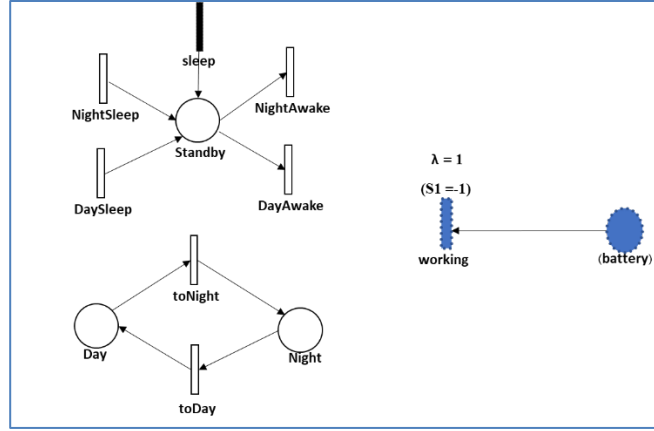 sleep
NightSleep
NightAwake
Standby
DaySleep
DayAwake
λ = 1
(S1 =-1)
working
(battery)
toNight
Day
Night
toDay